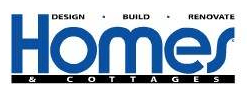 DESIGN • BUILD • RENOVATE
Homes
& COTTAGES